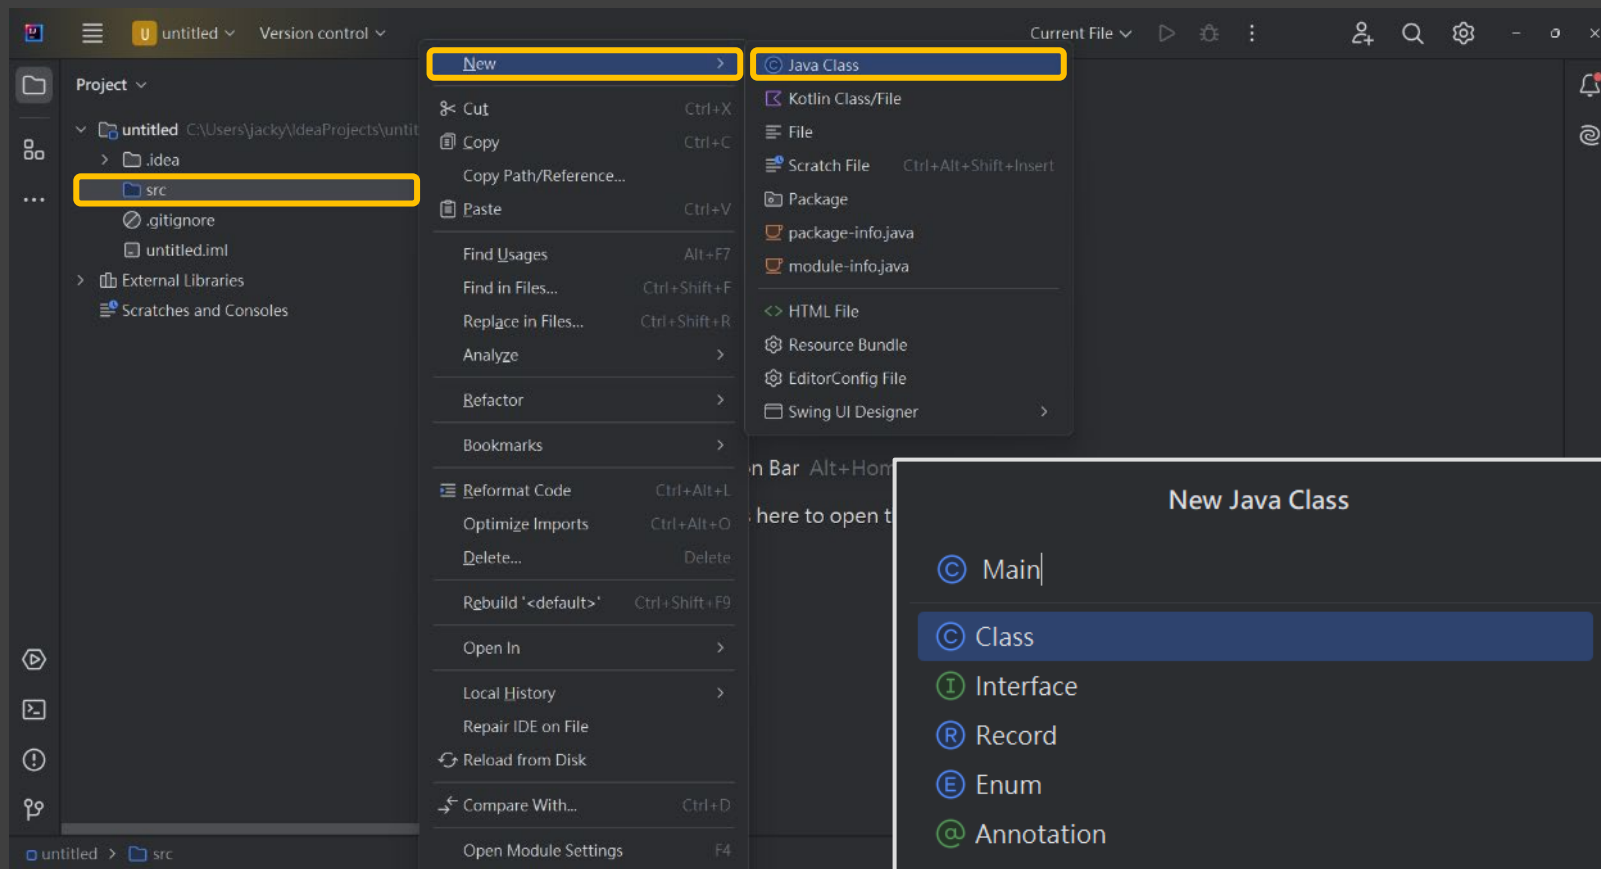 U untitled Version control Current File
Project
untitled C:\Users\jacky\IdeaProjects\untit
.idea
src
.gitignore
untitled.iml
External Libraries
Scratches and Consoles
New
Cut Ctrl+X
Copy Ctrl+C
Copy Path/Reference...
Paste Ctrl+V
Find Usages Alt+F7
Find in Files... Ctrl+Shift+F
Replace in Files... Ctrl+Shift+R
Analyze
Refactor
Bookmarks
Reformat Code Ctrl+Alt+L
Optimize Imports Ctrl+Alt+O
Delete... Delete
Rebuild '<default>' Ctrl+Shift+F9
Open In
Local History
Repair IDE on File
Reload from Disk
Compare With... Ctrl+D
Open Module Settings F4
Java Class
Kotlin Class/File
File
Scratch File Ctrl+Alt+Shift+Insert
Package
package-info.java
module-info.java
HTML File
Resource Bundle
EditorConfig File
Swing UI Designer
n Bar Alt+Hom
here to open t
New Java Class
C Main
C Class
I Interface
R Record
E Enum
@ Annotation
untitled > src